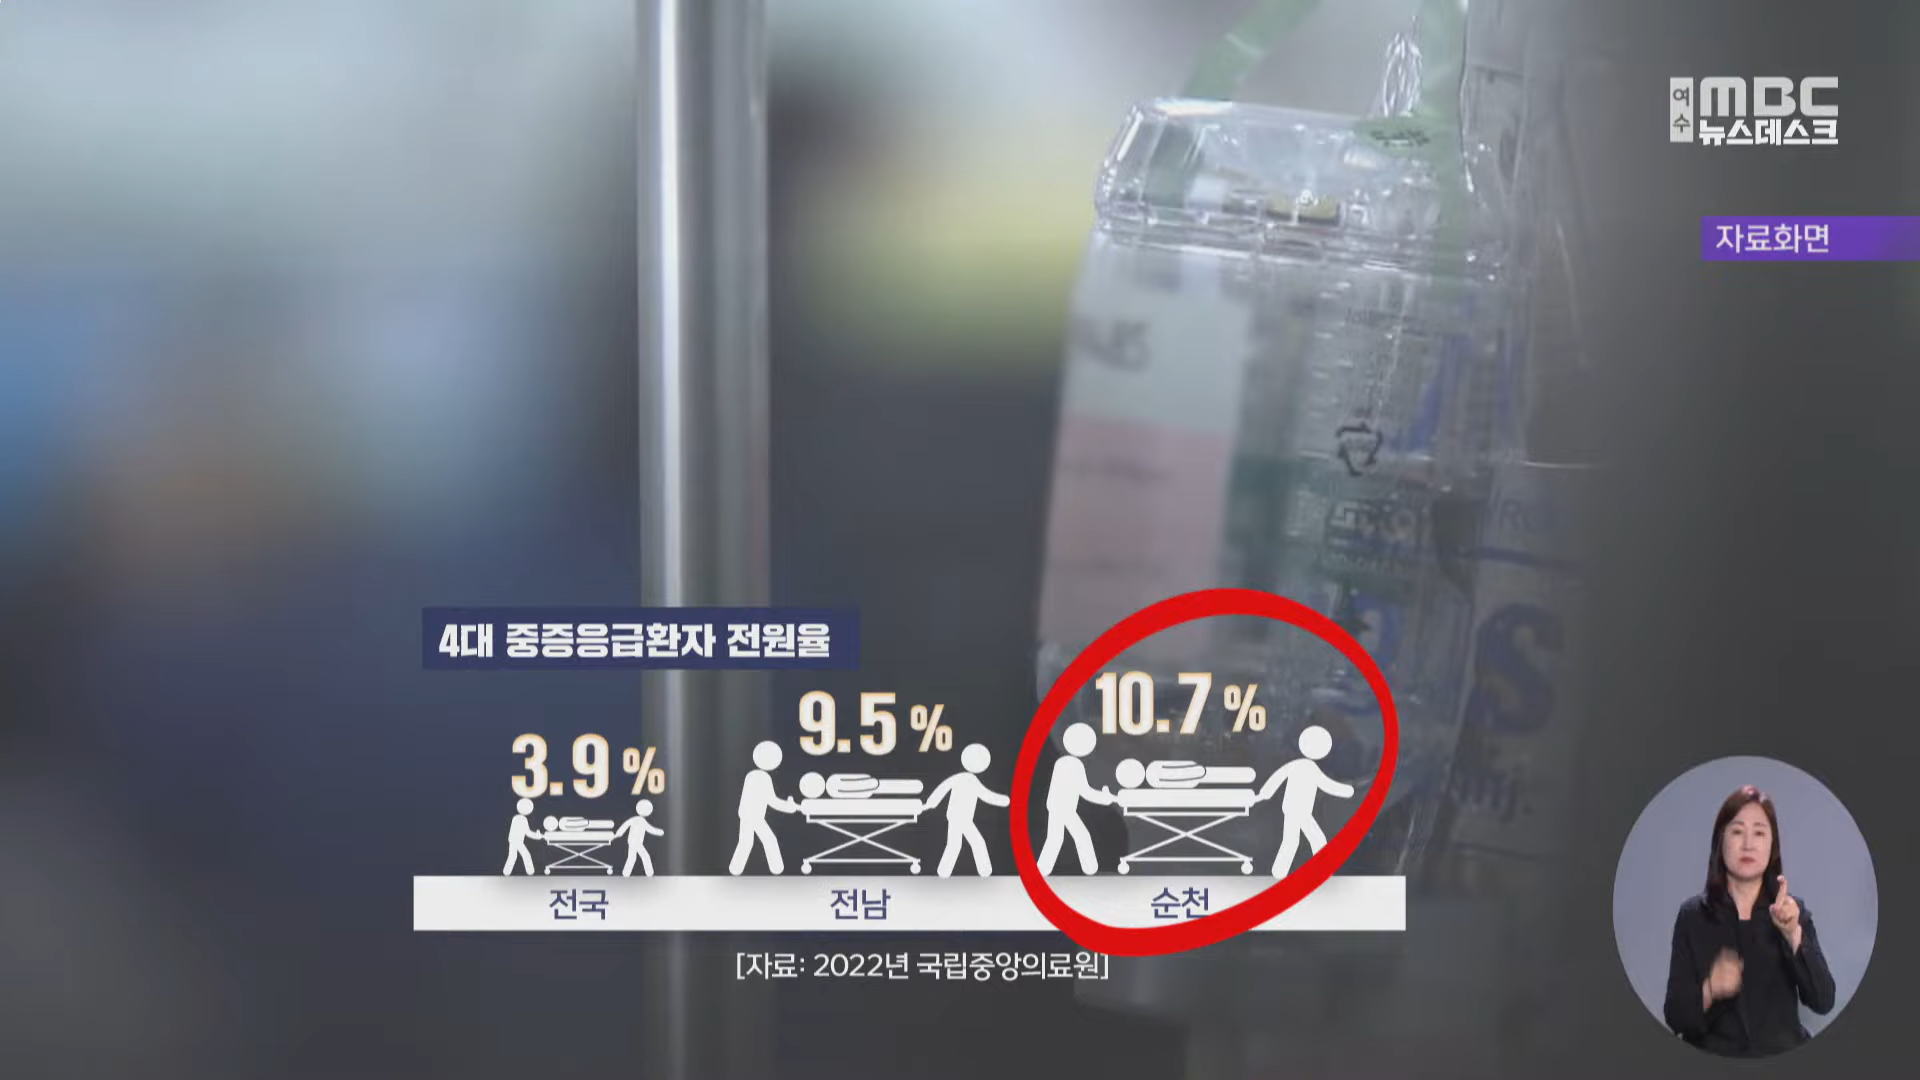 여수 MBC
뉴스데스크
자료화면
4대 중증응급환자 전원율
3.9 %
9.5 %
10.7 %
전국
전남
순천
[자료: 2022년 국립중앙의료원]